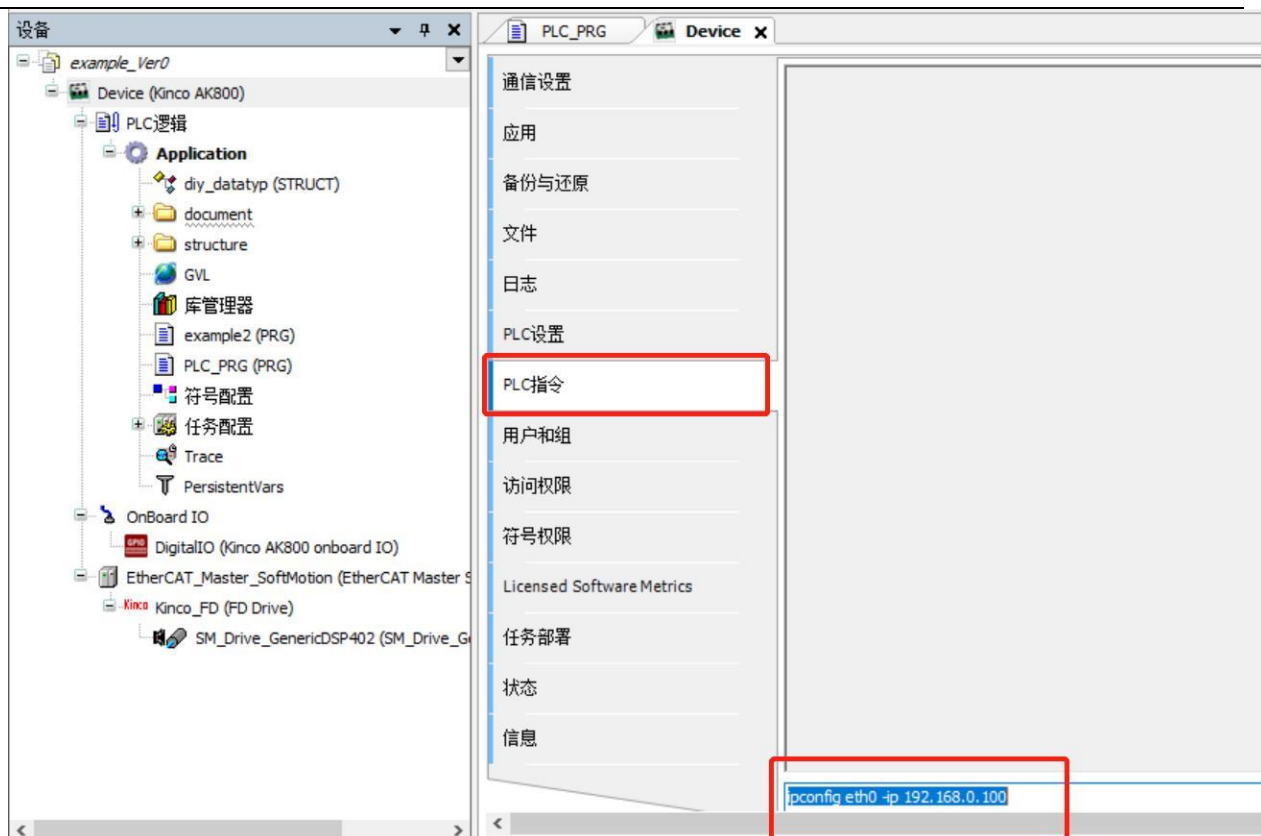 设备
example_Ver0
Device (Kinco AK800)
PLC逻辑
Application
diy_datatyp (STRUCT)
document
structure
GVL
库管理器
example2 (PRG)
PLC_PRG (PRG)
符号配置
任务配置
Trace
PersistentVars
OnBoard IO
DigitalIO (Kinco AK800 onboard IO)
EtherCAT_Master_SoftMotion (EtherCAT Master S
Kinco Kinco_FD (FD Drive)
SM_Drive_GenericDSP402 (SM_Drive_G
PLC_PRG
Device
通信设置
应用
备份与还原
文件
日志
PLC设置
PLC指令
用户和组
访问权限
符号权限
Licensed Software Metrics
任务部署
状态
信息
ipconfig eth0 -ip 192.168.0.100